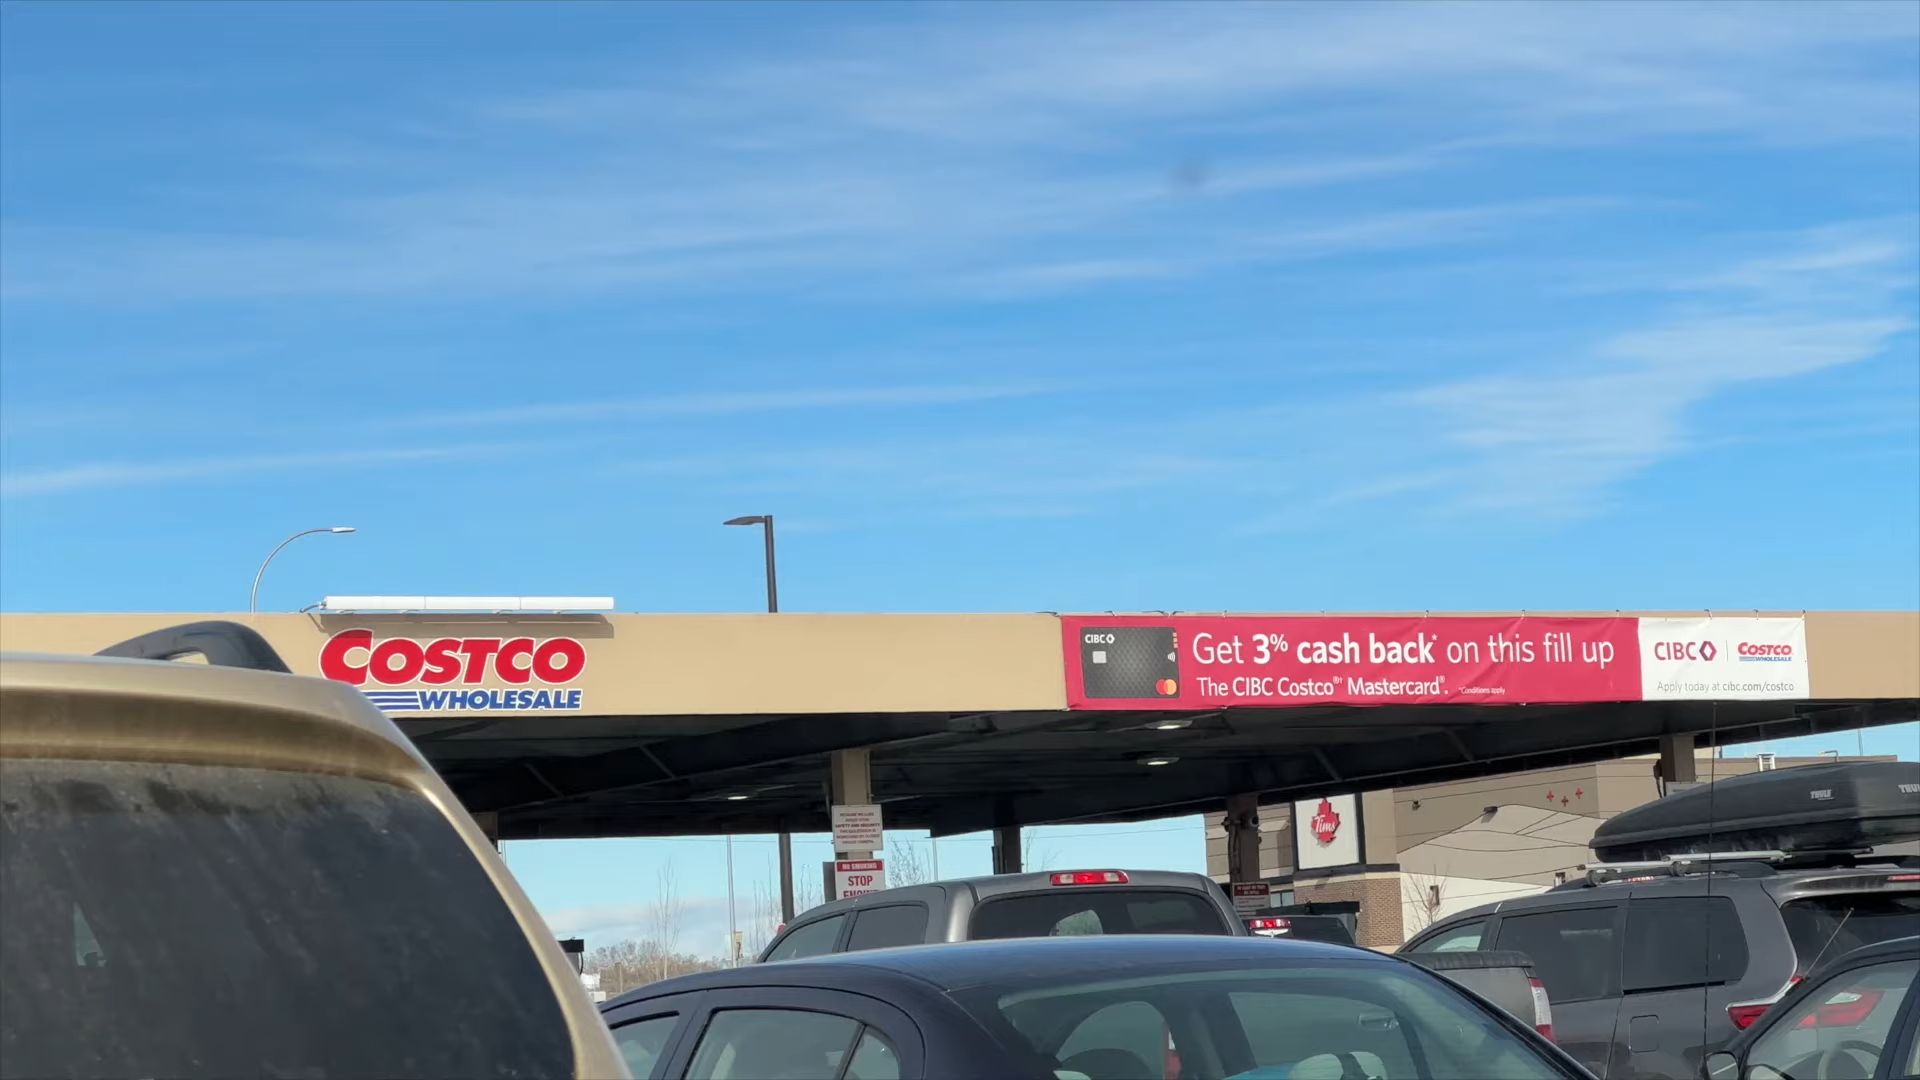 COSTCO
WHOLESALE
CIBC
Get 3% cash back* on this fill up
The CIBC Costco®† Mastercard®. *Conditions apply
CIBC | COSTCO
WHOLESALE
Apply today at cibc.com/costco
NO SMOKING
STOP
Tims
THULE